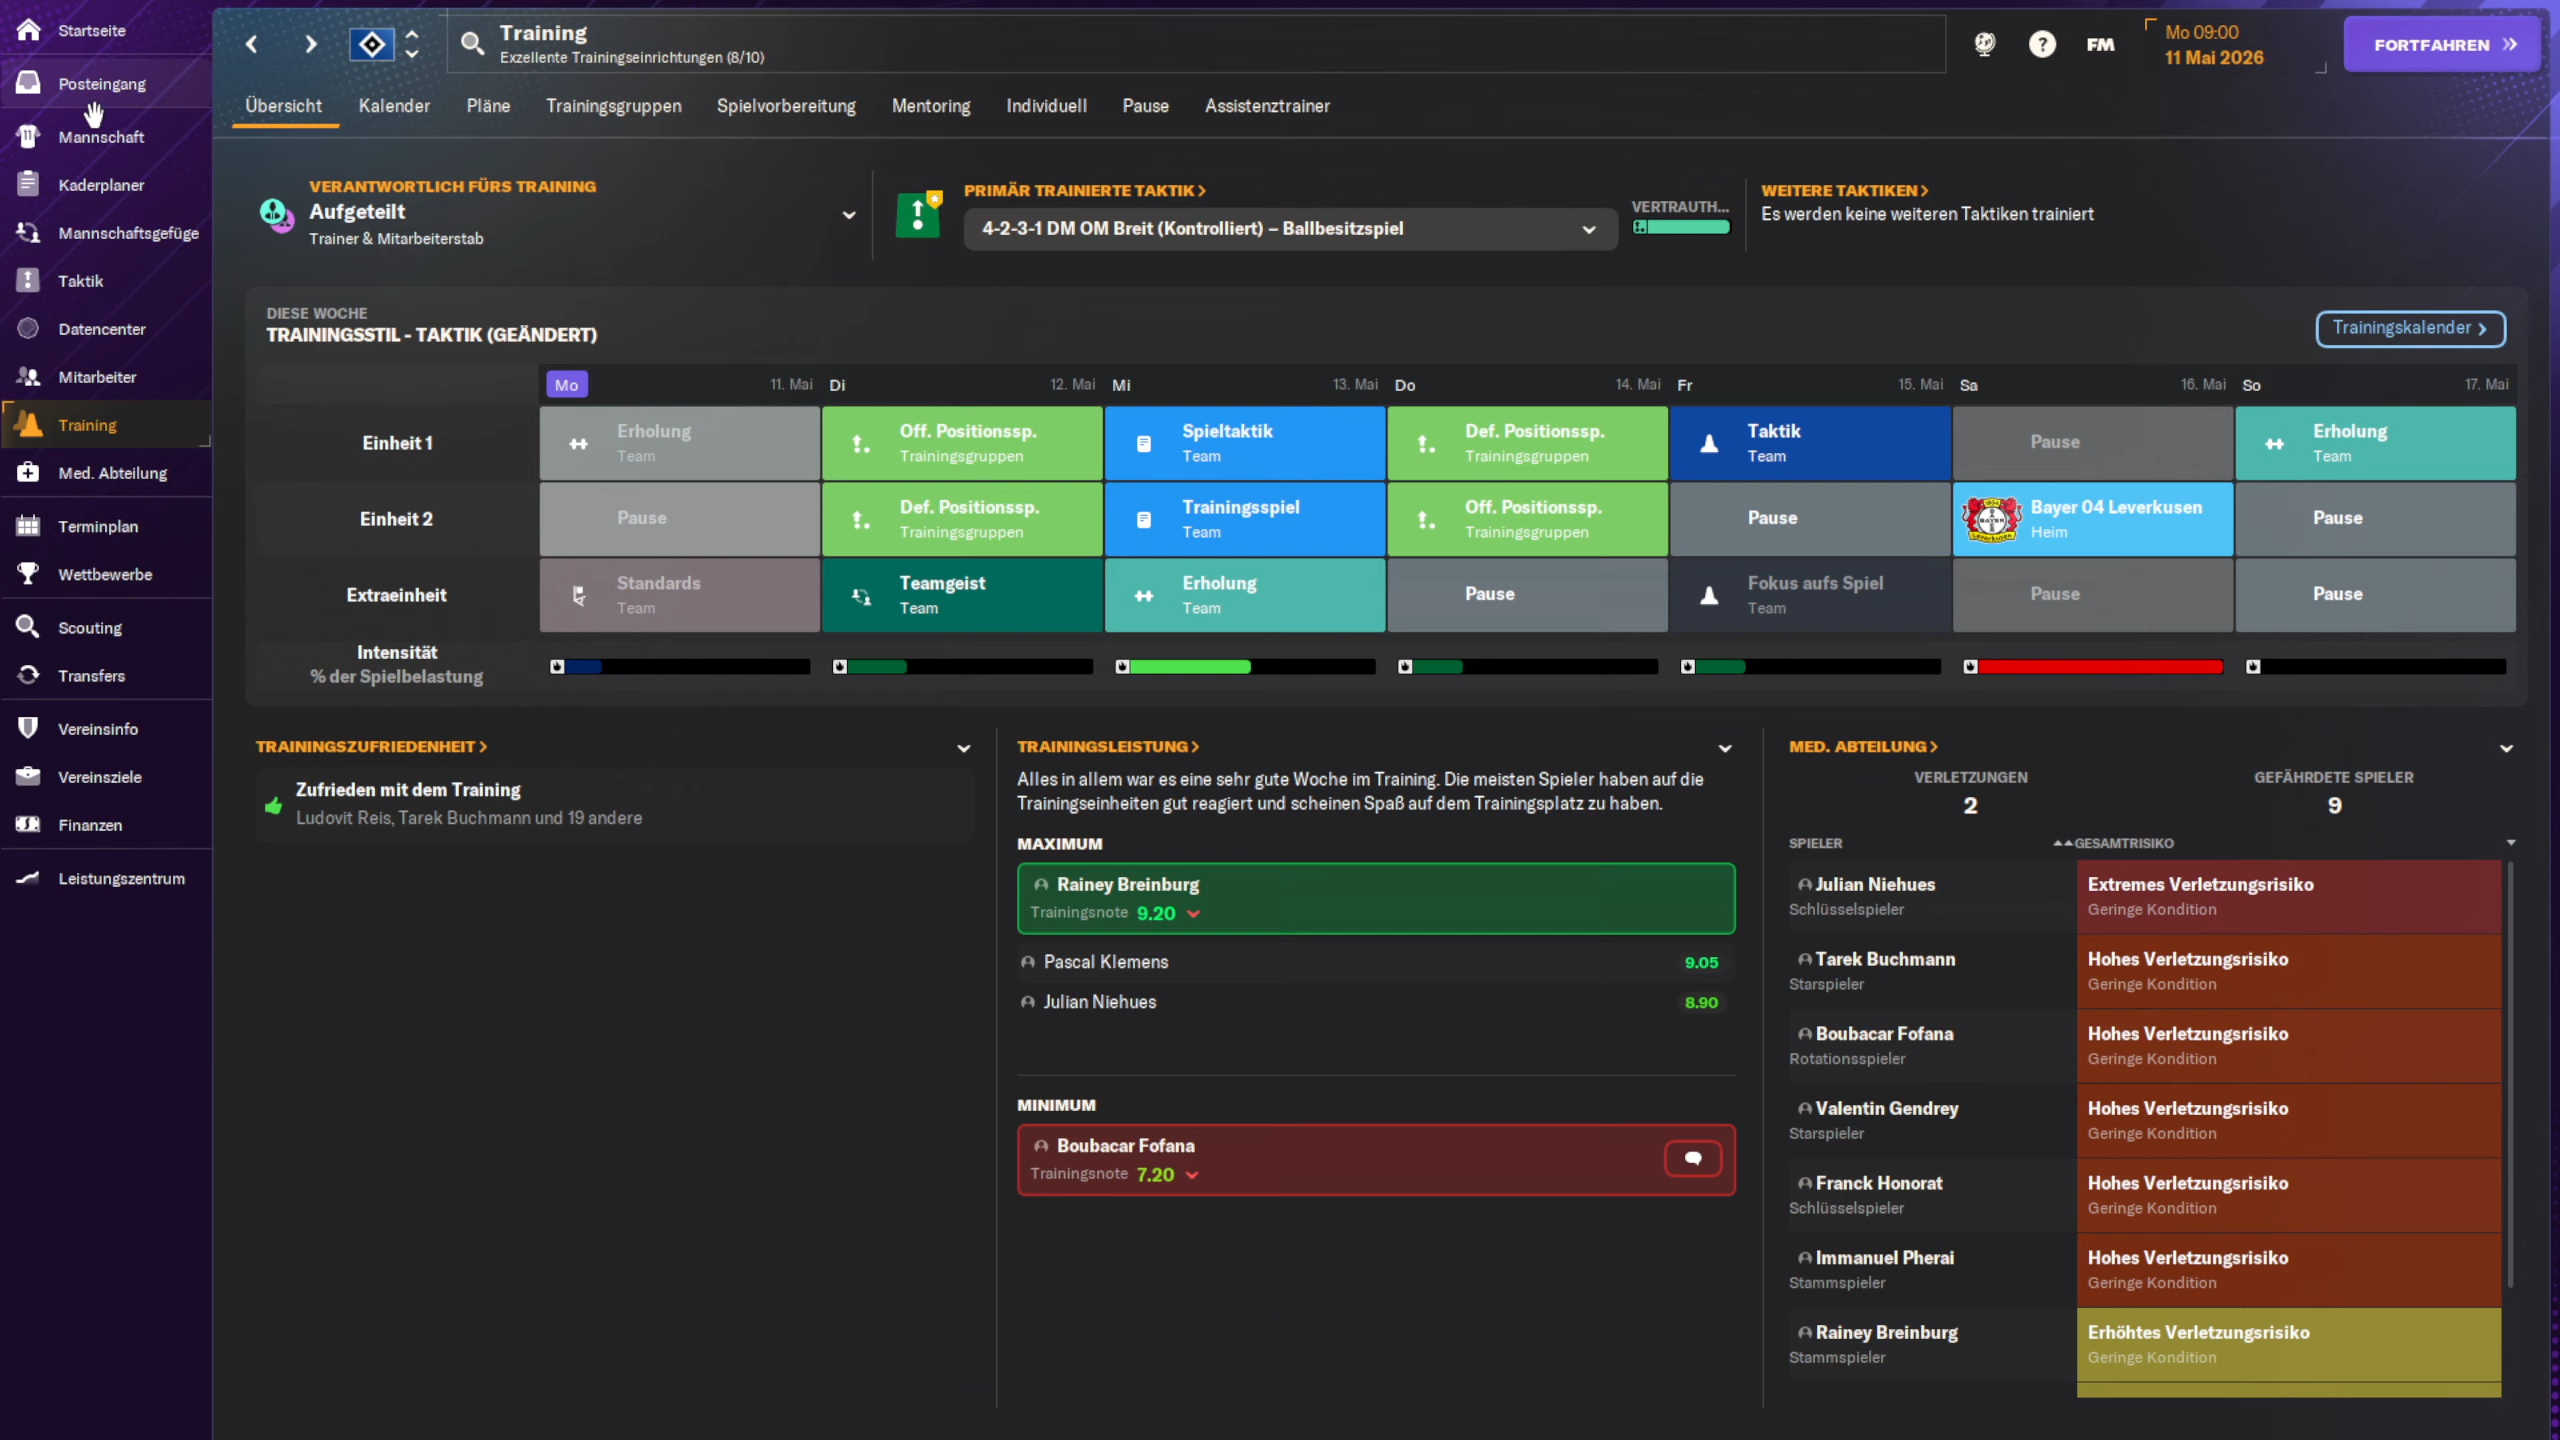 Startseite
Posteingang
Mannschaft
Kaderplaner
Mannschaftsgefüge
Taktik
Datencenter
Mitarbeiter
Training
Med. Abteilung
Terminplan
Wettbewerbe
Scouting
Transfers
Vereinsinfo
Vereinsziele
Finanzen
Leistungszentrum
Training
Exzellente Trainingseinrichtungen (8/10)
FM
Mo 09:00
11 Mai 2026
FORTFAHREN
Übersicht Kalender Pläne Trainingsgruppen Spielvorbereitung Mentoring Individuell Pause Assistenztrainer
VERANTWORTLICH FÜRS TRAINING
Aufgeteilt
Trainer & Mitarbeiterstab
PRIMÄR TRAINIERTE TAKTIK >
4-2-3-1 DM OM Breit (Kontrolliert) – Ballbesitzspiel
VERTRAUTH...
WEITERE TAKTIKEN >
Es werden keine weiteren Taktiken trainiert
DIESE WOCHE
TRAININGSSTIL - TAKTIK (GEÄNDERT)
Trainingskalender >
Mo 11. Mai Di 12. Mai Mi 13. Mai Do 14. Mai Fr 15. Mai Sa 16. Mai So 17. Mai
Einheit 1
Erholung
Team
Off. Positionssp.
Trainingsgruppen
Spieltaktik
Team
Def. Positionssp.
Trainingsgruppen
Taktik
Team
Pause
Erholung
Team
Einheit 2
Pause
Def. Positionssp.
Trainingsgruppen
Trainingsspiel
Team
Off. Positionssp.
Trainingsgruppen
Pause
Bayer 04 Leverkusen
Heim
Pause
Extraeinheit
Standards
Team
Teamgeist
Team
Erholung
Team
Pause
Fokus aufs Spiel
Team
Pause
Pause
Intensität
% der Spielbelastung
TRAININGSZUFRIEDENHEIT >
Zufrieden mit dem Training
Ludovit Reis, Tarek Buchmann und 19 andere
TRAININGSLEISTUNG >
Alles in allem war es eine sehr gute Woche im Training. Die meisten Spieler haben auf die
Trainingseinheiten gut reagiert und scheinen Spaß auf dem Trainingsplatz zu haben.
MAXIMUM
Rainey Breinburg
Trainingsnote 9.20
Pascal Klemens 9.05
Julian Niehues 8.90
MINIMUM
Boubacar Fofana
Trainingsnote 7.20
MED. ABTEILUNG >
VERLETZUNGEN
2
GEFÄHRDETE SPIELER
9
SPIELER GESAMTRISIKO
Julian Niehues
Schlüsselspieler
Extremes Verletzungsrisiko
Geringe Kondition
Tarek Buchmann
Starspieler
Hohes Verletzungsrisiko
Geringe Kondition
Boubacar Fofana
Rotationsspieler
Hohes Verletzungsrisiko
Geringe Kondition
Valentin Gendrey
Starspieler
Hohes Verletzungsrisiko
Geringe Kondition
Franck Honorat
Schlüsselspieler
Hohes Verletzungsrisiko
Geringe Kondition
Immanuel Pherai
Stammspieler
Hohes Verletzungsrisiko
Geringe Kondition
Rainey Breinburg
Stammspieler
Erhöhtes Verletzungsrisiko
Geringe Kondition